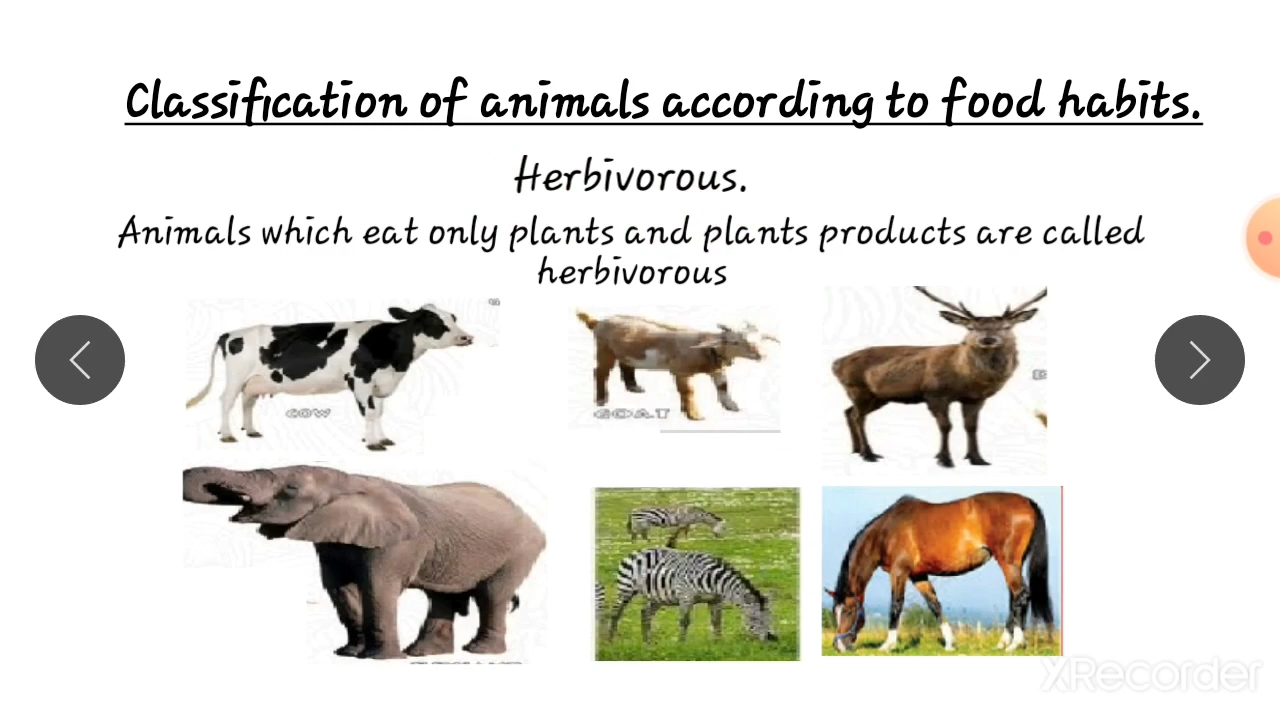 Classification of animals according to food habits.
Herbivorous.
Animals which eat only plants and plants products are called
herbivorous
COW
GOAT
XRecorder